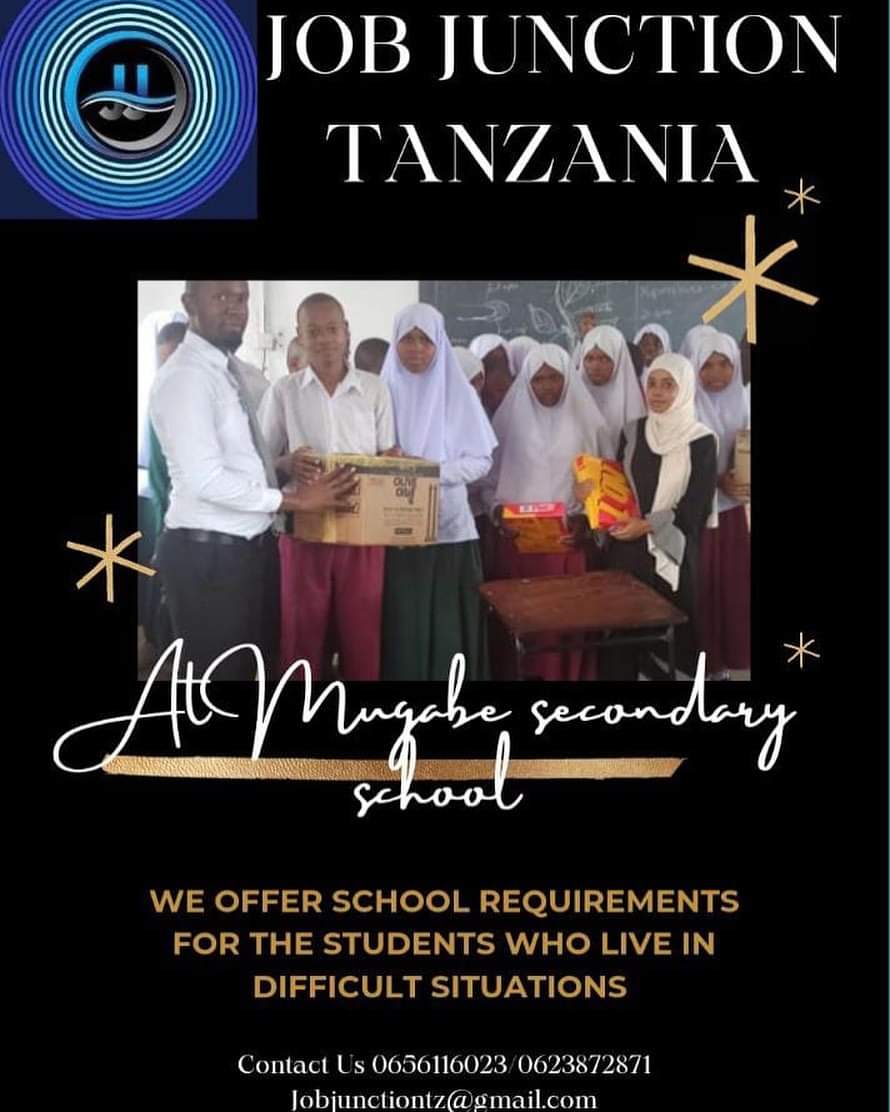 JJ
JOB JUNCTION
TANZANIA
At Mugabe secondary
school
WE OFFER SCHOOL REQUIREMENTS
FOR THE STUDENTS WHO LIVE IN
DIFFICULT SITUATIONS
Contact Us 0656116023/0623872871
Jobjunctiontz@gmail.com